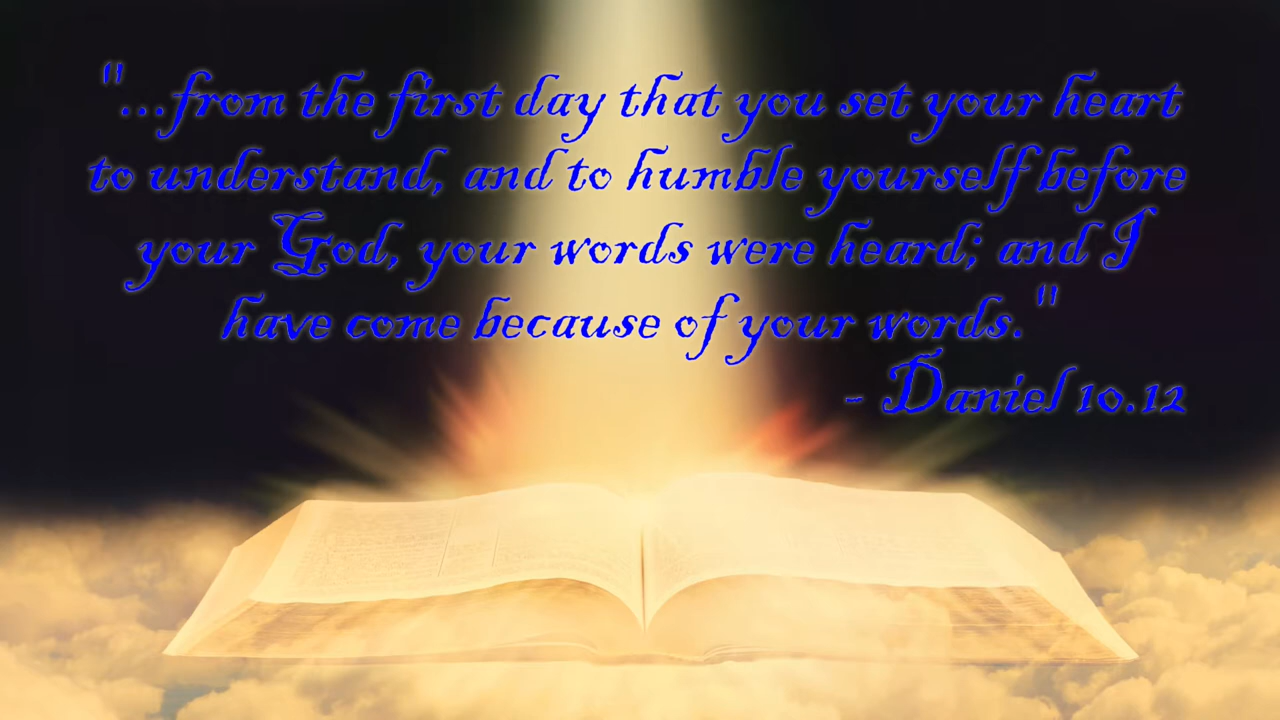 "...from the first day that you set your heart
to understand, and to humble yourself before
your God, your words were heard; and I
have come because of your words."
- Daniel 10.12